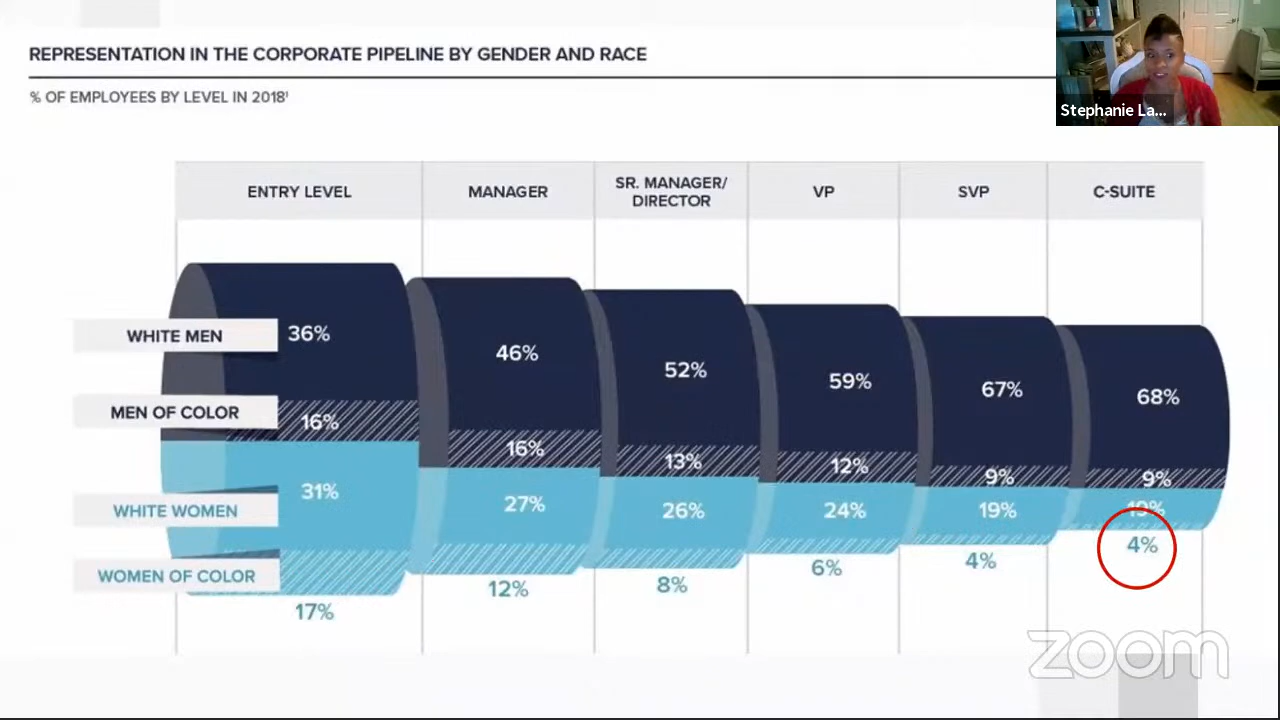 REPRESENTATION IN THE CORPORATE PIPELINE BY GENDER AND RACE
% OF EMPLOYEES BY LEVEL IN 2018¹
Stephanie La...
ENTRY LEVEL
MANAGER
SR. MANAGER/
DIRECTOR
VP
SVP
C-SUITE
WHITE MEN
36%
46%
52%
59%
67%
68%
MEN OF COLOR
16%
16%
13%
12%
9%
9%
WHITE WOMEN
31%
27%
26%
24%
19%
19%
WOMEN OF COLOR
17%
12%
8%
6%
4%
4%
zoom